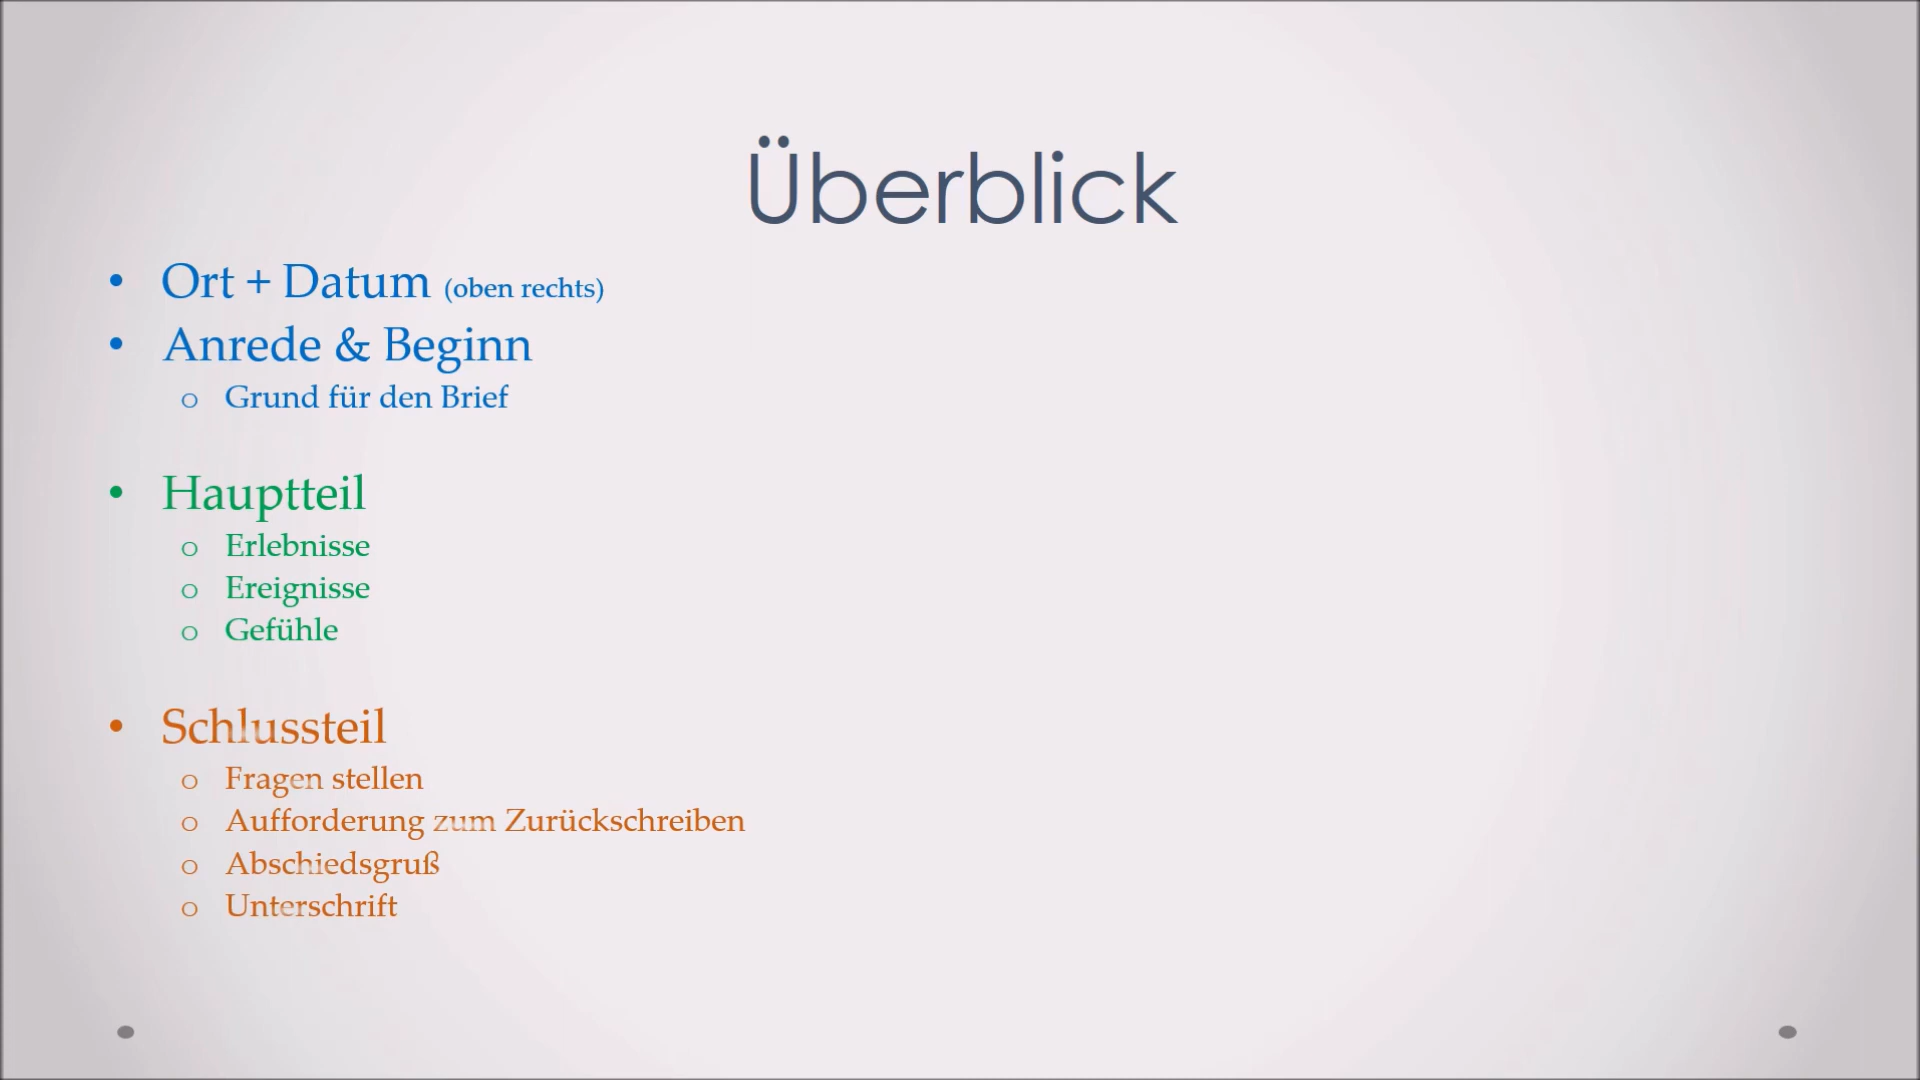 Überblick
• Ort + Datum (oben rechts)
• Anrede & Beginn
o Grund für den Brief
• Hauptteil
o Erlebnisse
o Ereignisse
o Gefühle
• Schlussteil
o Fragen stellen
o Aufforderung zum Zurückschreiben
o Abschiedsgruß
o Unterschrift